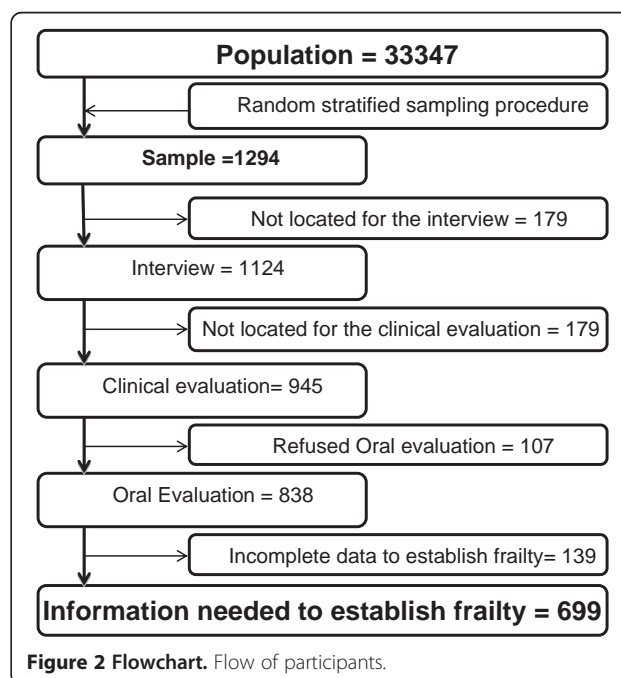 Population = 33347
Random stratified sampling procedure
Sample =1294
Not located for the interview = 179
Interview = 1124
Not located for the clinical evaluation = 179
Clinical evaluation= 945
Refused Oral evaluation = 107
Oral Evaluation = 838
Incomplete data to establish frailty= 139
Information needed to establish frailty = 699
Figure 2 Flowchart. Flow of participants.